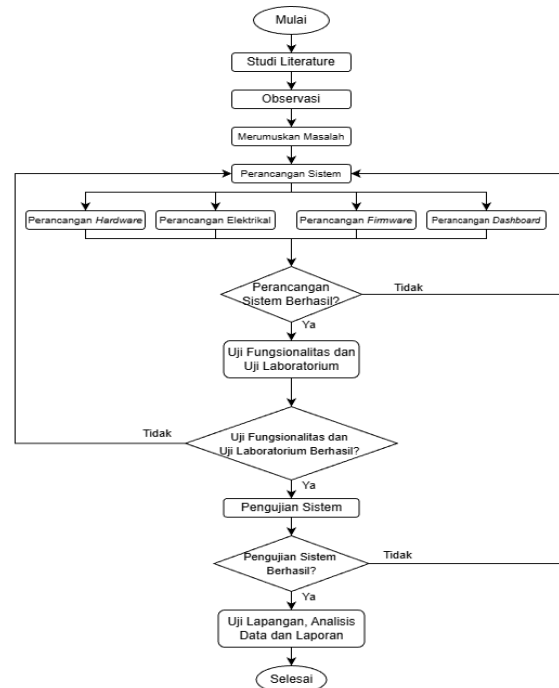 Mulai
Studi Literature
Observasi
Merumuskan Masalah
Perancangan Sistem
Perancangan Hardware
Perancangan Elektrikal
Perancangan Firmware
Perancangan Dashboard
Perancangan
Sistem Berhasil?
Tidak
Ya
Uji Fungsionalitas dan
Uji Laboratorium
Tidak
Uji Fungsionalitas dan
Uji Laboratorium Berhasil?
Ya
Pengujian Sistem
Pengujian Sistem
Berhasil?
Tidak
Ya
Uji Lapangan, Analisis
Data dan Laporan
Selesai